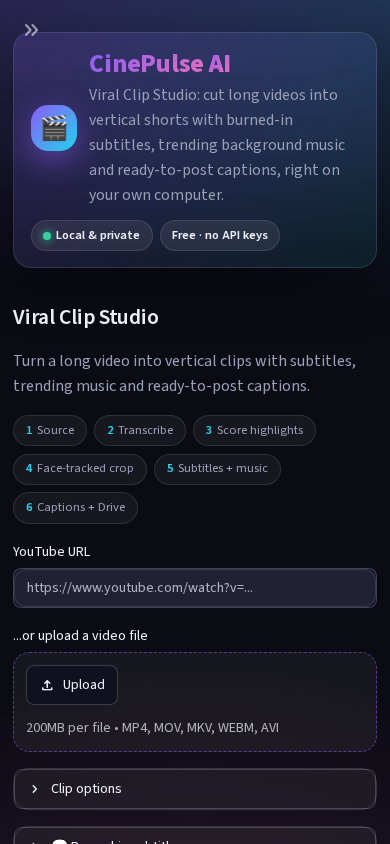 CinePulse AI
Viral Clip Studio: cut long videos into
vertical shorts with burned-in
subtitles, trending background music
and ready-to-post captions, right on
your own computer.
Local & private
Free · no API keys
Viral Clip Studio
Turn a long video into vertical clips with subtitles,
trending music and ready-to-post captions.
1 Source
2 Transcribe
3 Score highlights
4 Face-tracked crop
5 Subtitles + music
6 Captions + Drive
YouTube URL
https://www.youtube.com/watch?v=...
...or upload a video file
Upload
200MB per file • MP4, MOV, MKV, WEBM, AVI
Clip options